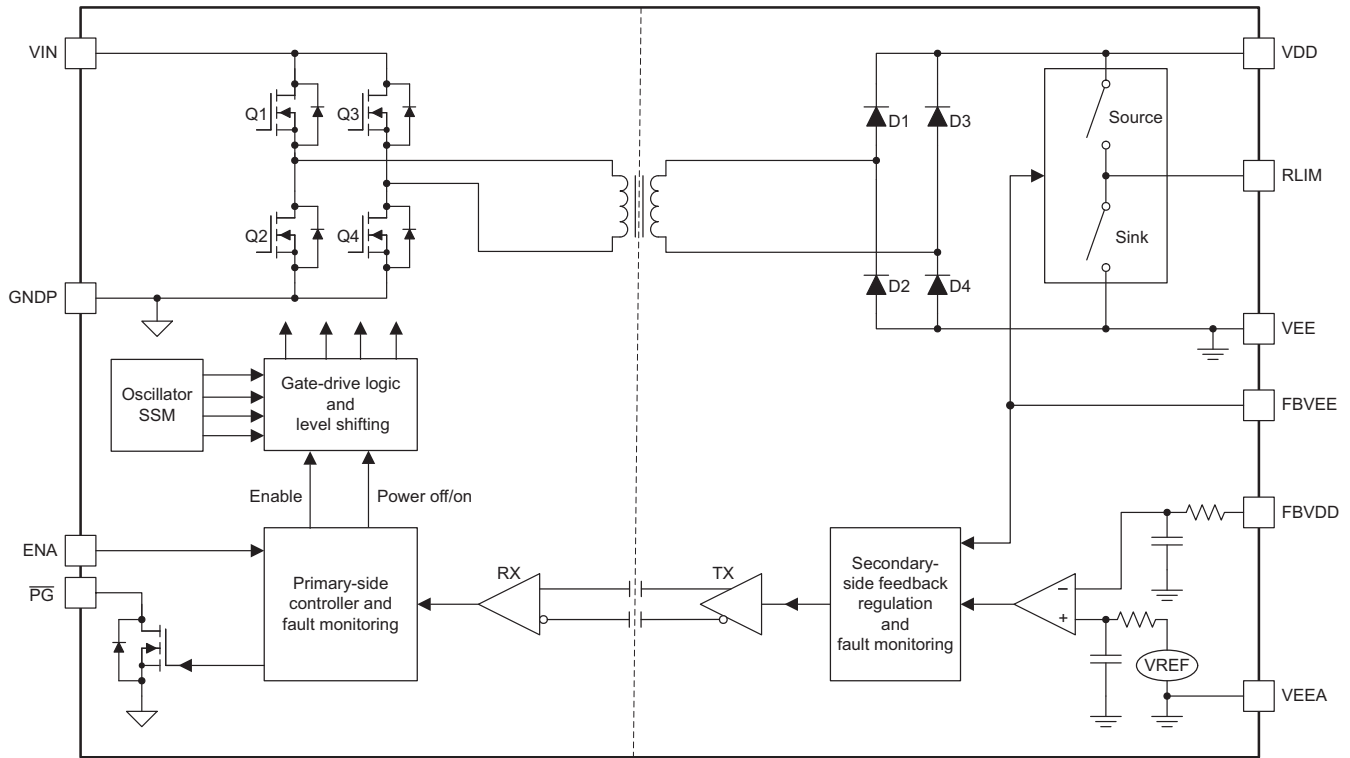 VIN
VDD
Q1
Q3
D1
D3
Source
RLIM
Q2
Q4
Sink
GNDP
D2
D4
VEE
Oscillator
SSM
Gate-drive logic
and
level shifting
FBVEE
Enable
Power off/on
FBVDD
ENA
PG
Primary-side
controller and
fault monitoring
RX
TX
Secondary-
side feedback
regulation
and
fault monitoring
–
+
VREF
VEEA